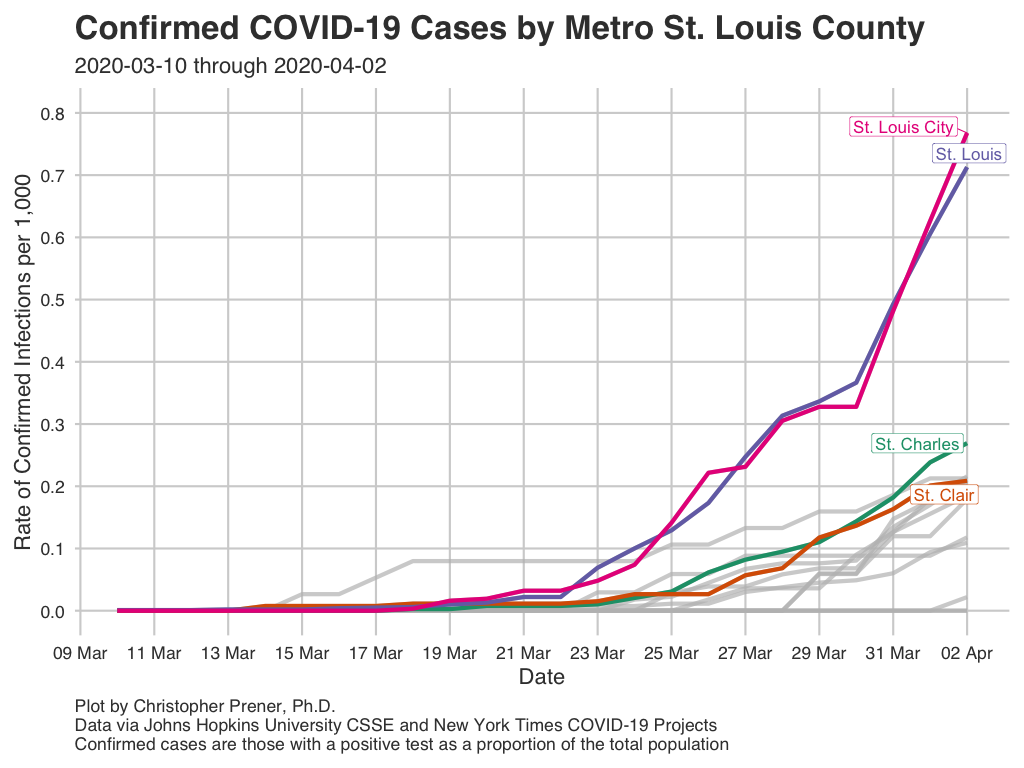 Confirmed COVID-19 Cases by Metro St. Louis County
2020-03-10 through 2020-04-02
Rate of Confirmed Infections per 1,000
0.8
0.7
0.6
0.5
0.4
0.3
0.2
0.1
0.0
St. Louis City
St. Louis
St. Charles
St. Clair
09 Mar 11 Mar 13 Mar 15 Mar 17 Mar 19 Mar 21 Mar 23 Mar 25 Mar 27 Mar 29 Mar 31 Mar 02 Apr
Date
Plot by Christopher Prener, Ph.D.
Data via Johns Hopkins University CSSE and New York Times COVID-19 Projects
Confirmed cases are those with a positive test as a proportion of the total population